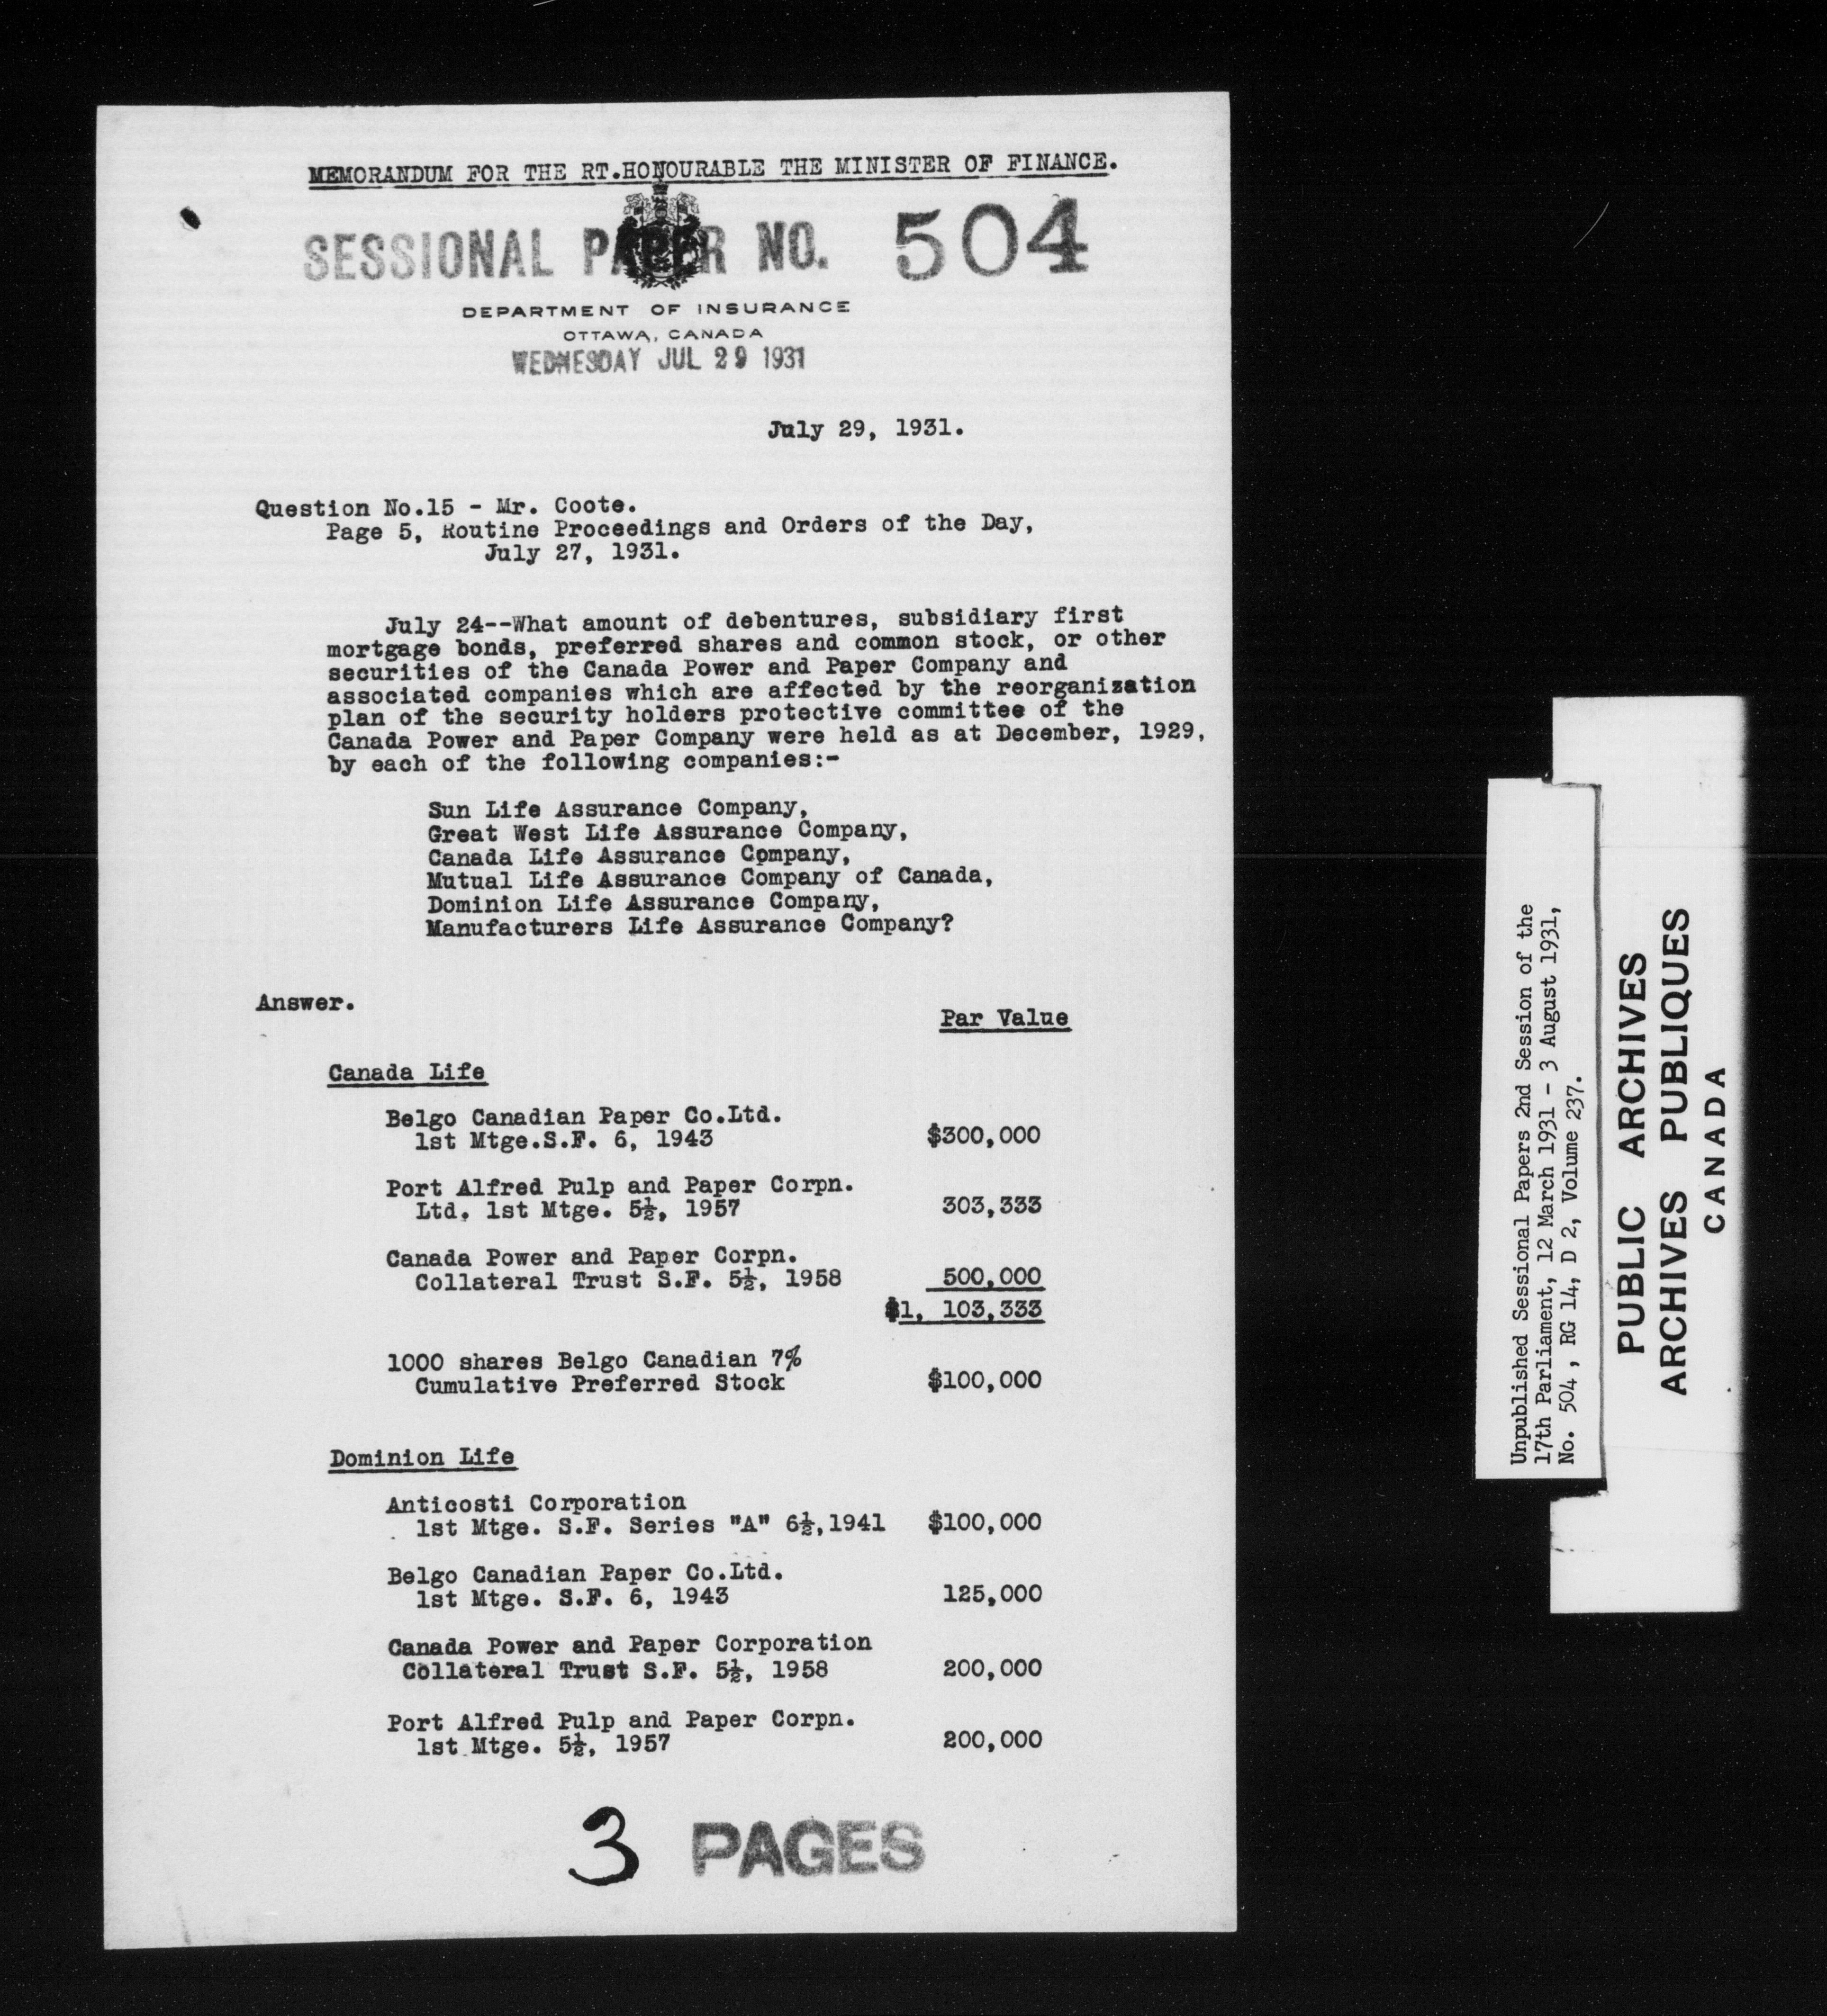 MEMORANDUM FOR THE RT.HONOURABLE THE MINISTER OF FINANCE.
SESSIONAL PAPER NO. 504
DEPARTMENT OF INSURANCE
OTTAWA, CANADA
WEDNESDAY JUL 29 1931
July 29, 1931.
Question No.15 - Mr. Coote.
Page 5, Routine Proceedings and Orders of the Day,
July 27, 1931.
July 24--What amount of debentures, subsidiary first
mortgage bonds, preferred shares and common stock, or other
securities of the Canada Power and Paper Company and
associated companies which are affected by the reorganization
plan of the security holders protective committee of the
Canada Power and Paper Company were held as at December, 1929,
by each of the following companies:-
Sun Life Assurance Company,
Great West Life Assurance Company,
Canada Life Assurance Company,
Mutual Life Assurance Company of Canada,
Dominion Life Assurance Company,
Manufacturers Life Assurance Company?
Answer.
Par Value
Canada Life
Belgo Canadian Paper Co.Ltd.
1st Mtge.S.F. 6, 1943 $300,000
Port Alfred Pulp and Paper Corpn.
Ltd. 1st Mtge. 5½, 1957 303,333
Canada Power and Paper Corpn.
Collateral Trust S.F. 5½, 1958 500,000
$1, 103,333
1000 shares Belgo Canadian 7%
Cumulative Preferred Stock $100,000
Dominion Life
Anticosti Corporation
1st Mtge. S.F. Series "A" 6½,1941 $100,000
Belgo Canadian Paper Co.Ltd.
1st Mtge. S.F. 6, 1943 125,000
Canada Power and Paper Corporation
Collateral Trust S.F. 5½, 1958 200,000
Port Alfred Pulp and Paper Corpn.
1st Mtge. 5½, 1957 200,000
3 PAGES
Unpublished Sessional Papers 2nd Session of the
17th Parliament, 12 March 1931 - 3 August 1931,
No. 504 , RG 14, D 2, Volume 237.
PUBLIC ARCHIVES
ARCHIVES PUBLIQUES
CANADA